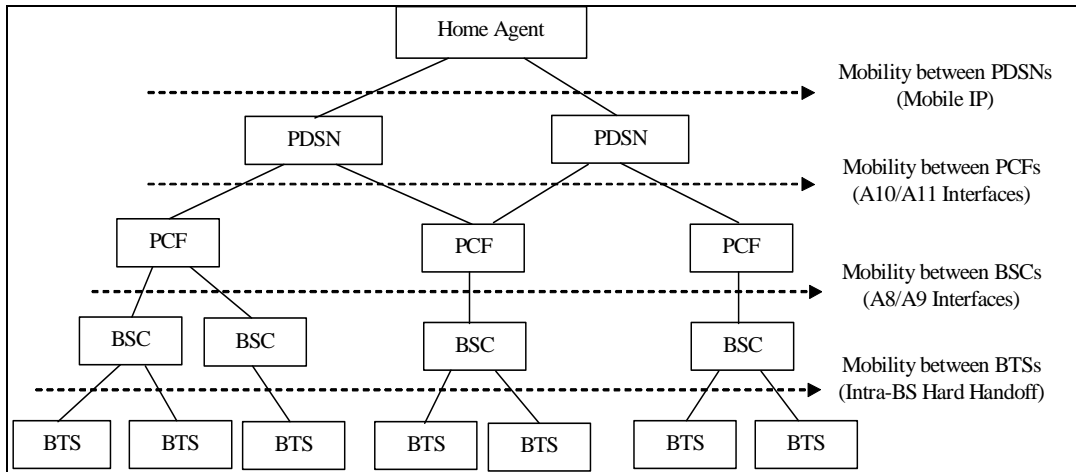 Home Agent
Mobility between PDSNs
(Mobile IP)
PDSN
PDSN
Mobility between PCFs
(A10/A11 Interfaces)
PCF
PCF
PCF
Mobility between BSCs
(A8/A9 Interfaces)
BSC
BSC
BSC
BSC
Mobility between BTSs
(Intra-BS Hard Handoff)
BTS
BTS
BTS
BTS
BTS
BTS
BTS